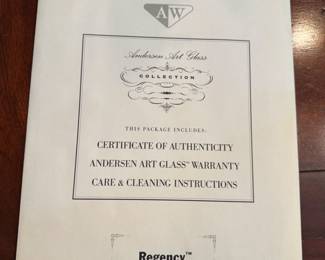 AW
Andersen Art Glass
COLLECTION
THIS PACKAGE INCLUDES:
CERTIFICATE OF AUTHENTICITY
ANDERSEN ART GLASS™ WARRANTY
CARE & CLEANING INSTRUCTIONS
Regency™